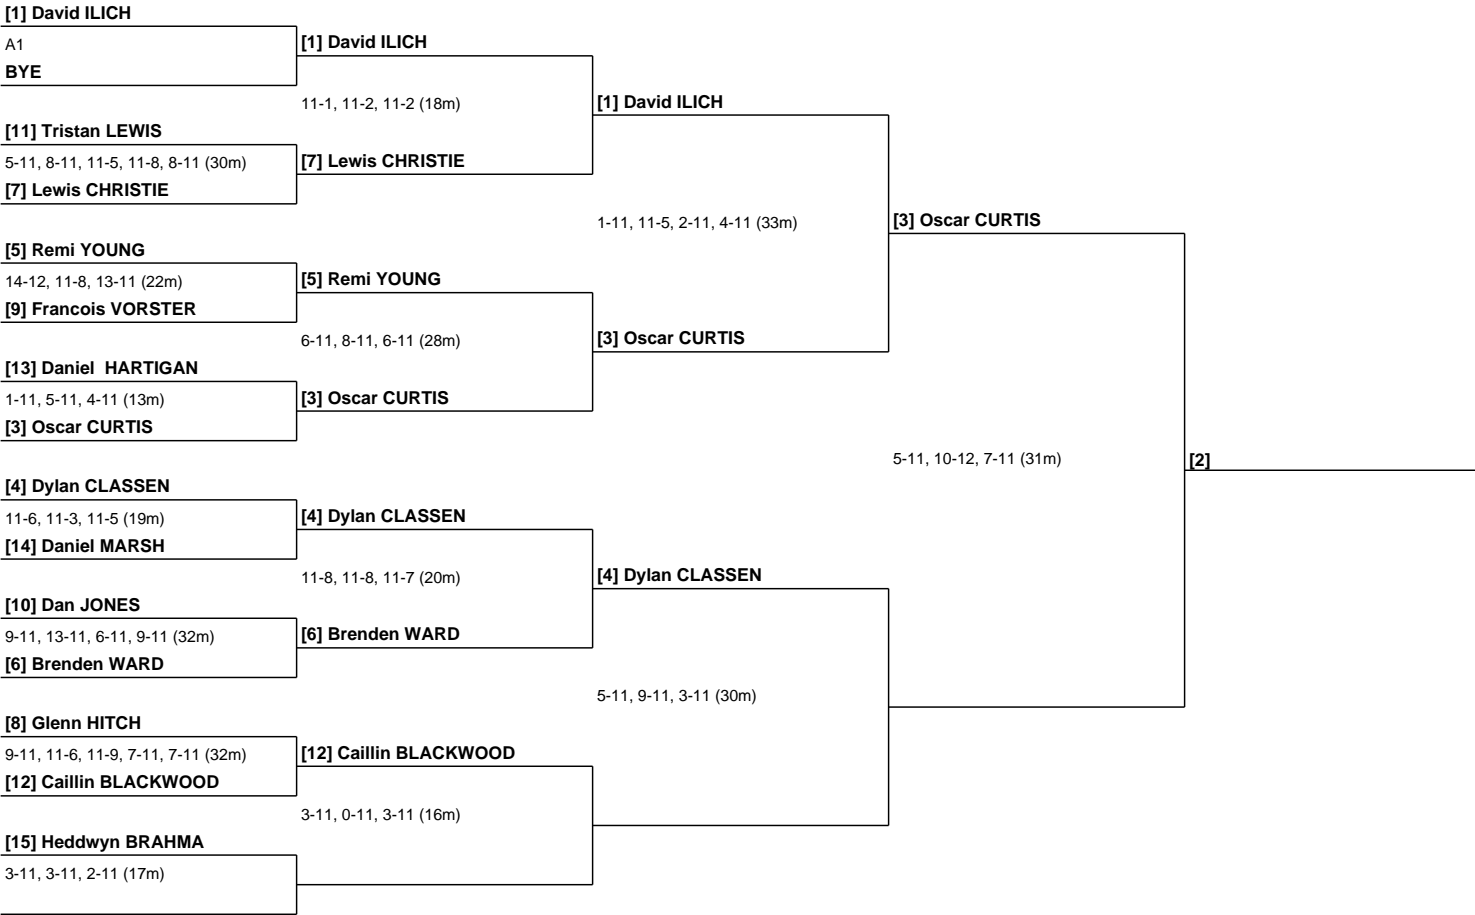 [1] David ILICH
A1
BYE
[11] Tristan LEWIS
5-11, 8-11, 11-5, 11-8, 8-11 (30m)
[7] Lewis CHRISTIE
[5] Remi YOUNG
14-12, 11-8, 13-11 (22m)
[9] Francois VORSTER
[13] Daniel  HARTIGAN
1-11, 5-11, 4-11 (13m)
[3] Oscar CURTIS
[4] Dylan CLASSEN
11-6, 11-3, 11-5 (19m)
[14] Daniel MARSH
[10] Dan JONES
9-11, 13-11, 6-11, 9-11 (32m)
[6] Brenden WARD
[8] Glenn HITCH
9-11, 11-6, 11-9, 7-11, 7-11 (32m)
[12] Caillin BLACKWOOD
[15] Heddwyn BRAHMA
3-11, 3-11, 2-11 (17m)
[1] David ILICH
11-1, 11-2, 11-2 (18m)
[7] Lewis CHRISTIE
[5] Remi YOUNG
6-11, 8-11, 6-11 (28m)
[3] Oscar CURTIS
[4] Dylan CLASSEN
11-8, 11-8, 11-7 (20m)
[6] Brenden WARD
[12] Caillin BLACKWOOD
3-11, 0-11, 3-11 (16m)
[1] David ILICH
1-11, 11-5, 2-11, 4-11 (33m)
[3] Oscar CURTIS
[4] Dylan CLASSEN
5-11, 9-11, 3-11 (30m)
[3] Oscar CURTIS
5-11, 10-12, 7-11 (31m)
[2]